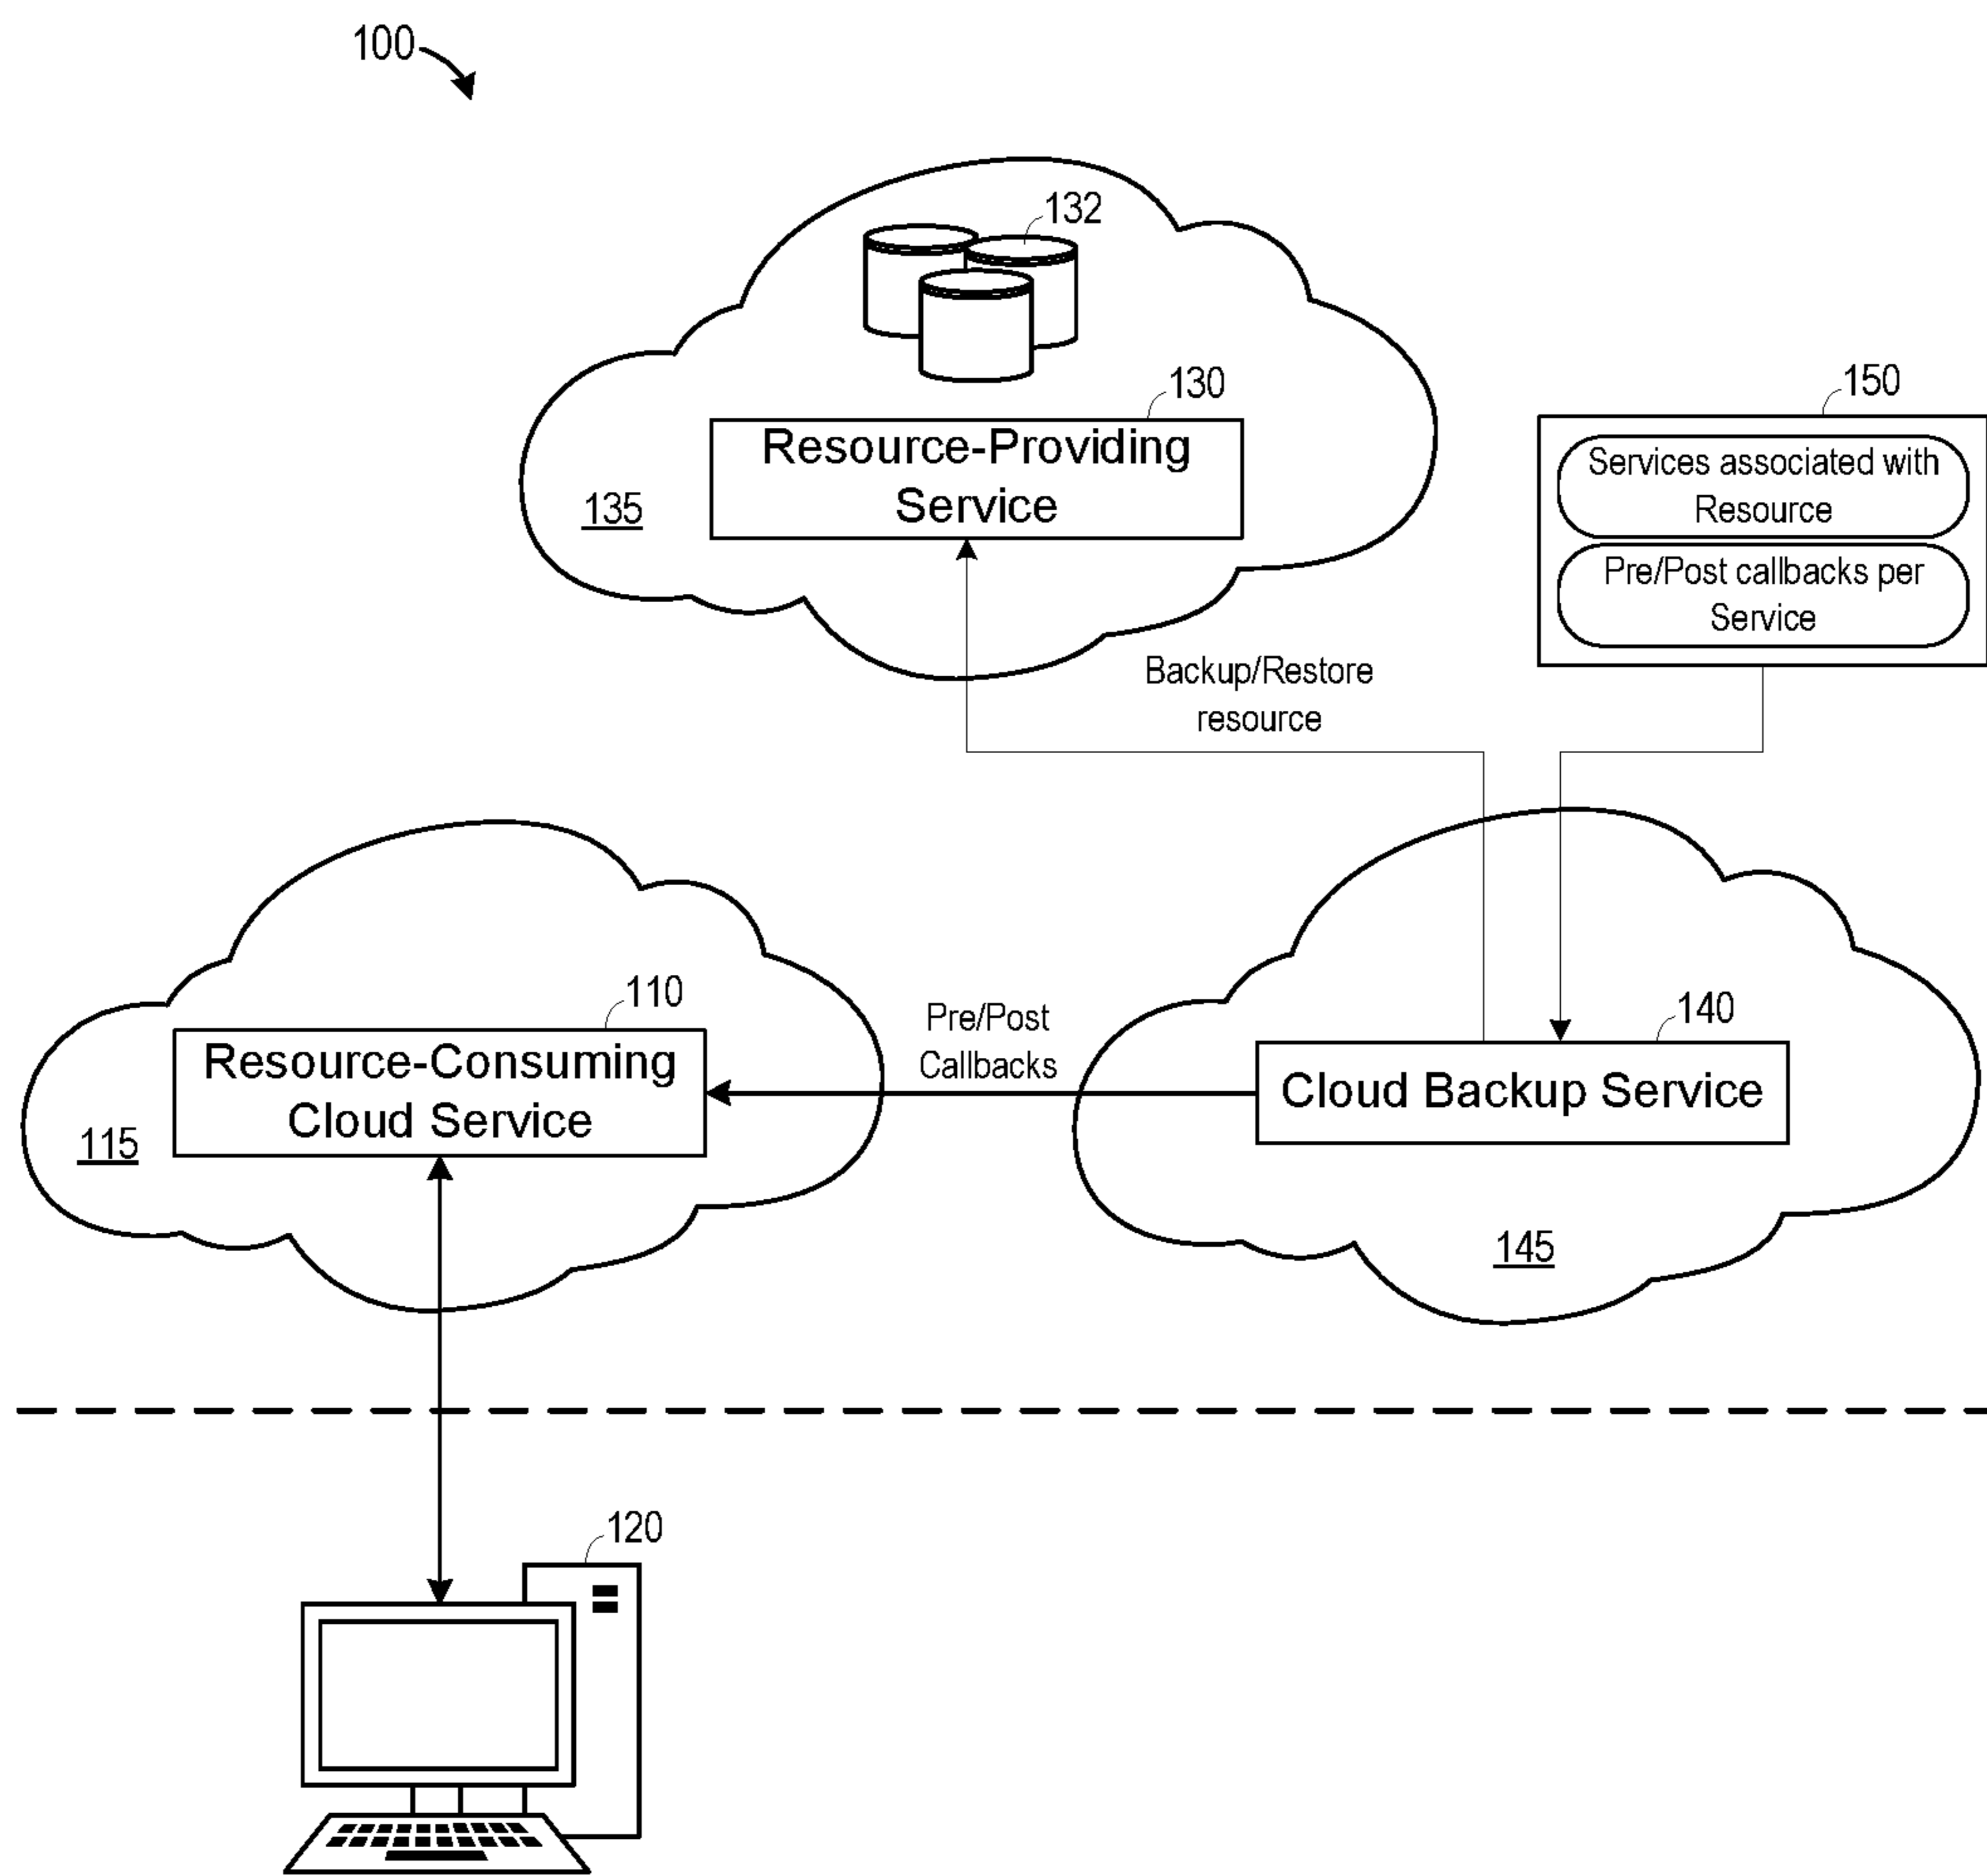 100
132
130
Resource-Providing
Service
135
150
Services associated with
Resource
Pre/Post callbacks per
Service
Backup/Restore
resource
110
Resource-Consuming
Cloud Service
115
Pre/Post
Callbacks
140
Cloud Backup Service
145
120